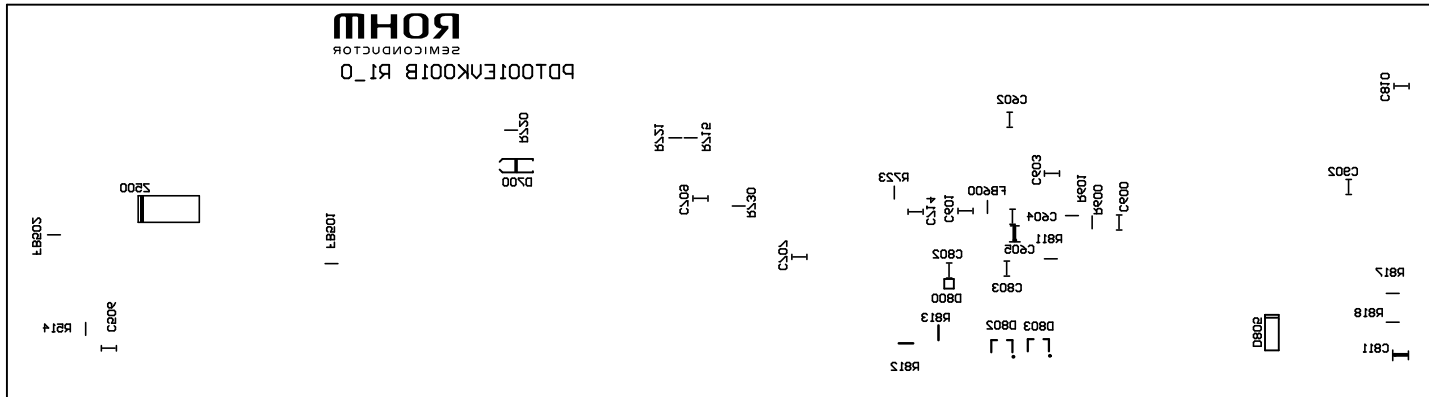 ROHM
SEMICONDUCTOR
PDT001EVK001B R1_0
C810
C602
R720
R721
R715
D700
C603
C902
R723
Z500
C709
R730
FB600
R601
R600
C600
C714
C601
C604
FB502
FB501
R811
C605
C707
C802
C803
R817
D800
C506
R514
R813
D802
D803
D805
R818
C811
R812